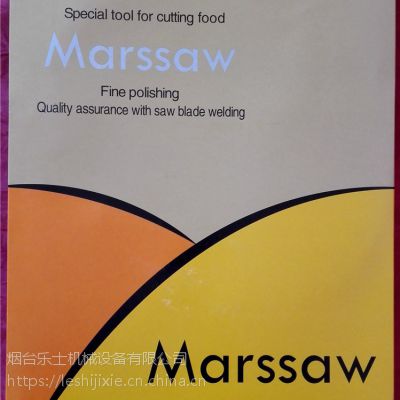 Special tool for cutting food
Marssaw
Fine polishing
Quality assurance with saw blade welding
Marssaw
烟台乐士机械设备有限公司
https://leshijixie.cn.china.cn